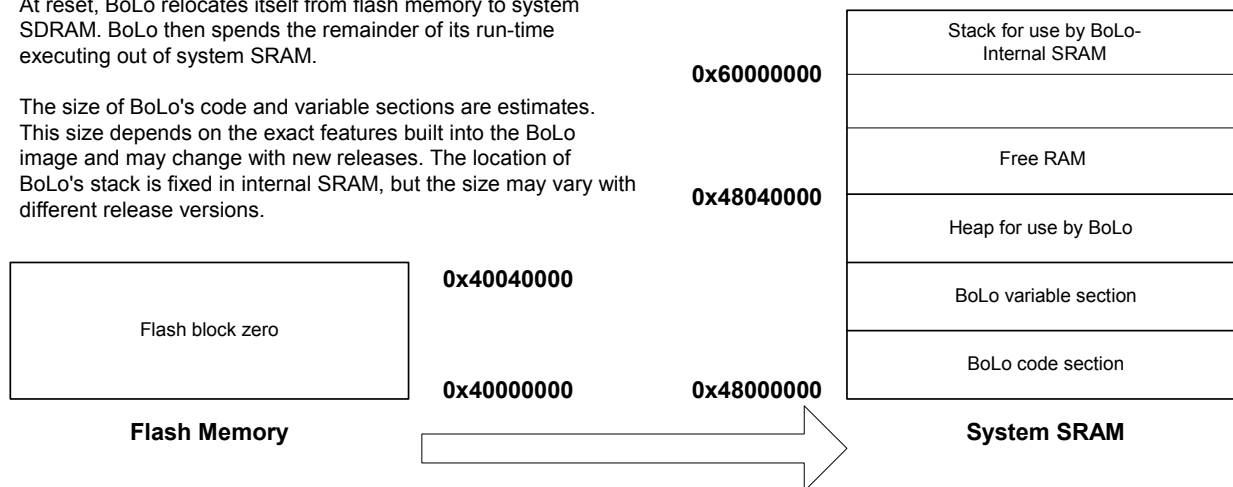 At reset, BoLo relocates itself from flash memory to system
SDRAM. BoLo then spends the remainder of its run-time
executing out of system SRAM.
The size of BoLo's code and variable sections are estimates.
This size depends on the exact features built into the BoLo
image and may change with new releases. The location of
BoLo's stack is fixed in internal SRAM, but the size may vary with
different release versions.
Stack for use by BoLo-
Internal SRAM
0x60000000
Free RAM
0x48040000
Heap for use by BoLo
0x40040000
BoLo variable section
Flash block zero
BoLo code section
0x40000000
0x48000000
Flash Memory
System SRAM